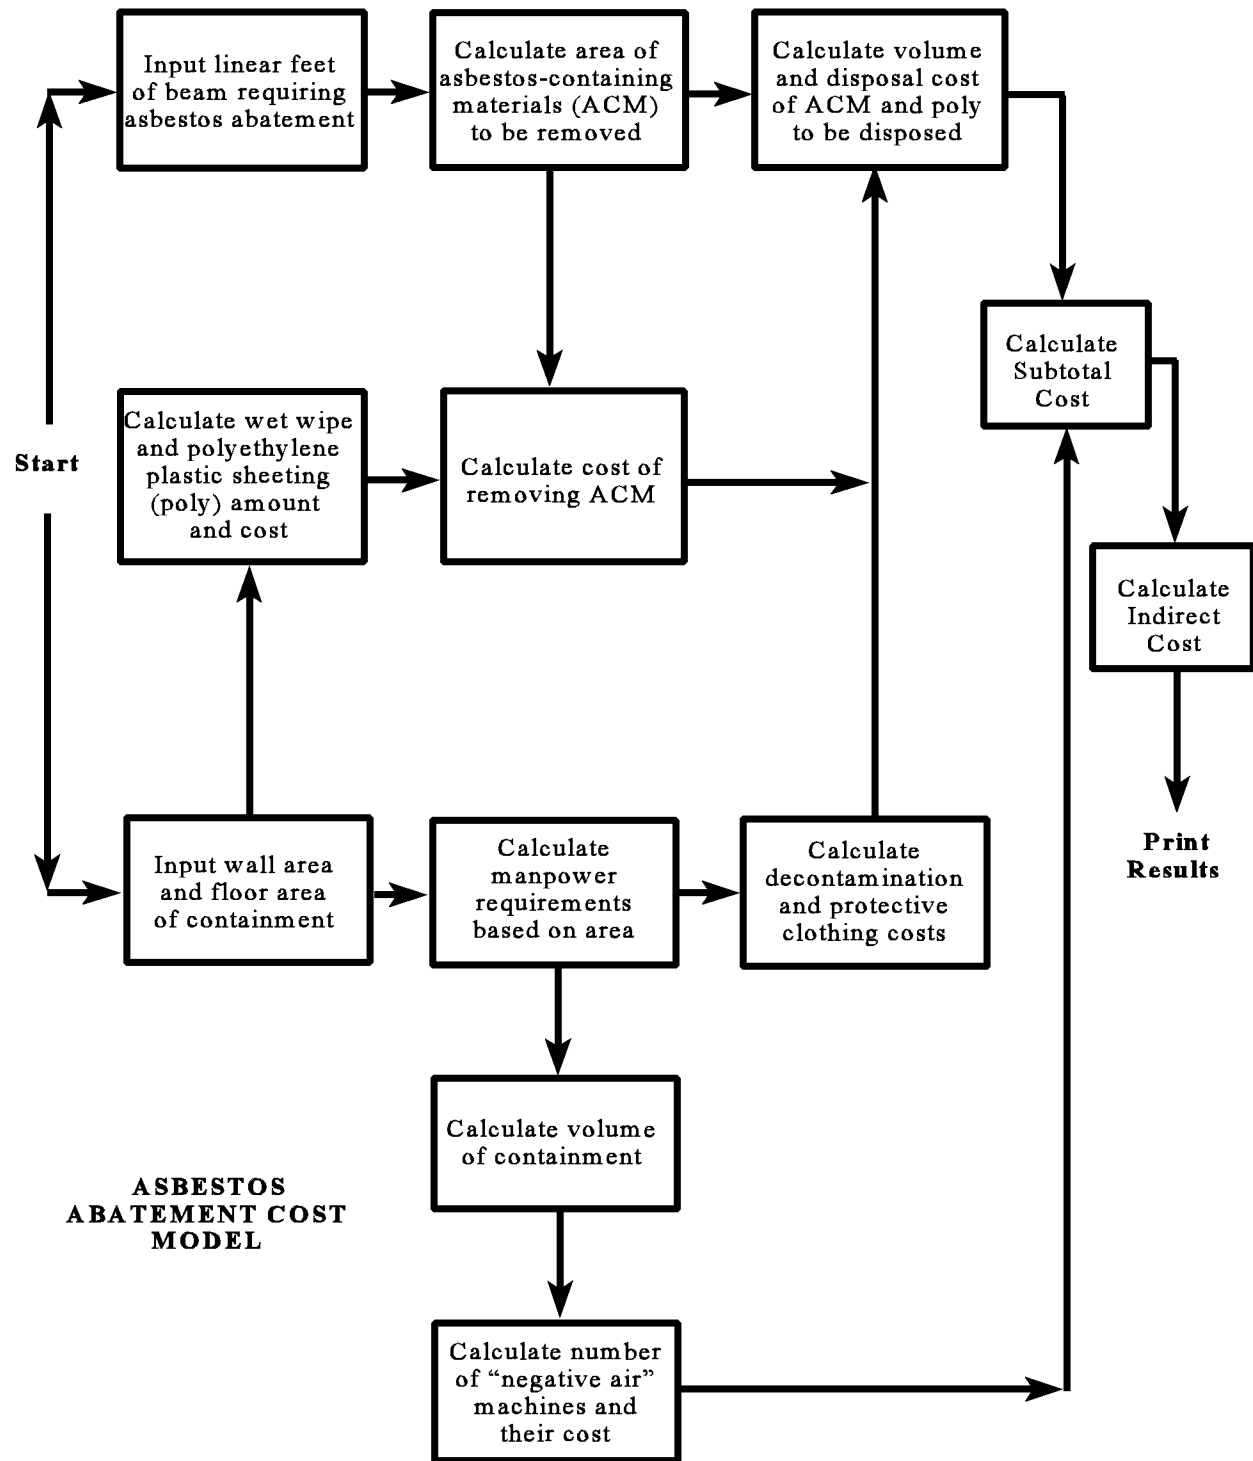 Input linear feet
of beam requiring
asbestos abatement
Calculate area of
asbestos-containing
materials (ACM)
to be removed
Calculate volume
and disposal cost
of ACM and poly
to be disposed
Calculate
Subtotal
Cost
Start
Calculate wet wipe
and polyethylene
plastic sheeting
(poly) amount
and cost
Calculate cost of
removing ACM
Calculate
Indirect
Cost
Print
Results
Input wall area
and floor area
of containment
Calculate
manpower
requirements
based on area
Calculate
decontamination
and protective
clothing costs
Calculate volume
of containment
ASBESTOS
ABATEMENT COST
MODEL
Calculate number
of “negative air”
machines and
their cost